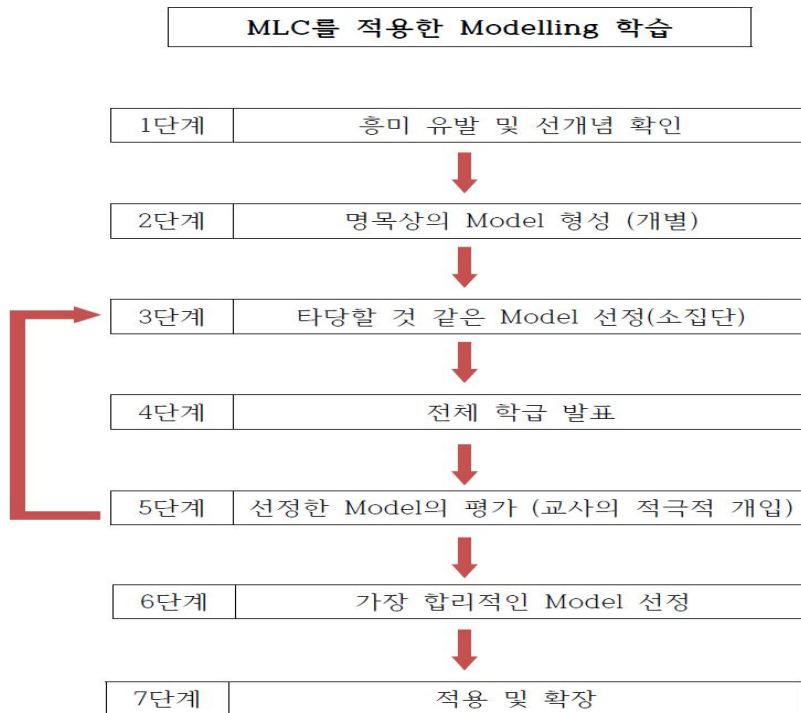 MLC를 적용한 Modelling 학습
1단계 흥미 유발 및 선개념 확인
2단계 명목상의 Model 형성 (개별)
3단계 타당할 것 같은 Model 선정(소집단)
4단계 전체 학급 발표
5단계 선정한 Model의 평가 (교사의 적극적 개입)
6단계 가장 합리적인 Model 선정
7단계 적용 및 확장